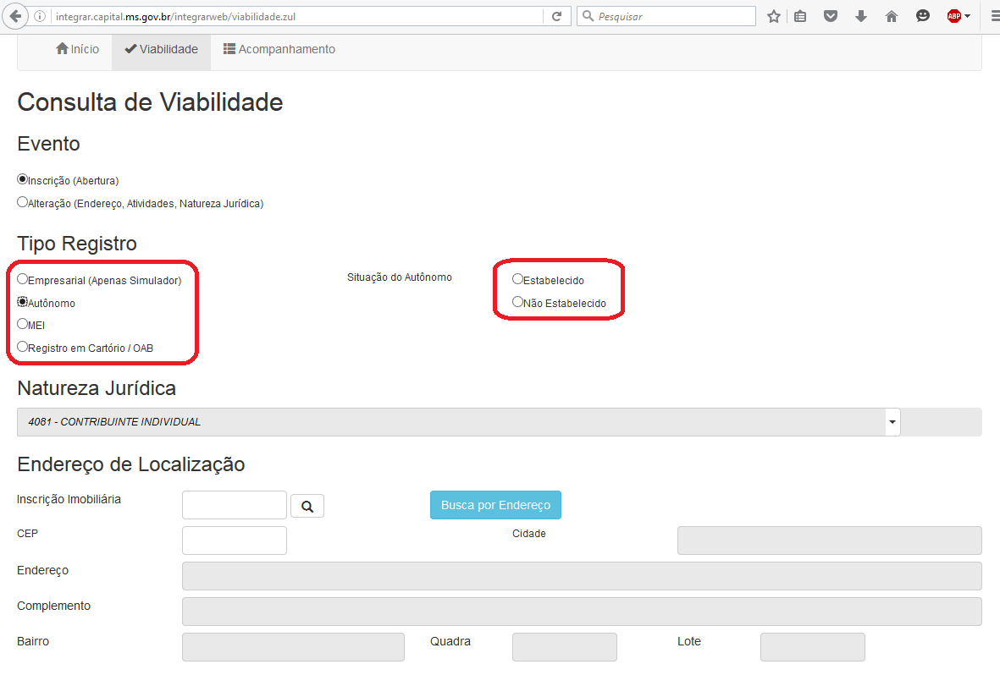 integrar.capital.ms.gov.br/integrarweb/viabilidade.zul
Pesquisar
ABP
Início Viabilidade Acompanhamento
Consulta de Viabilidade
Evento
Inscrição (Abertura)
Alteração (Endereço, Atividades, Natureza Jurídica)
Tipo Registro
Empresarial (Apenas Simulador)
Autônomo
MEI
Registro em Cartório / OAB
Situação do Autônomo
Estabelecido
Não Estabelecido
Natureza Jurídica
4081 - CONTRIBUINTE INDIVIDUAL
Endereço de Localização
Inscrição Imobiliária Busca por Endereço
CEP Cidade
Endereço
Complemento
Bairro Quadra Lote